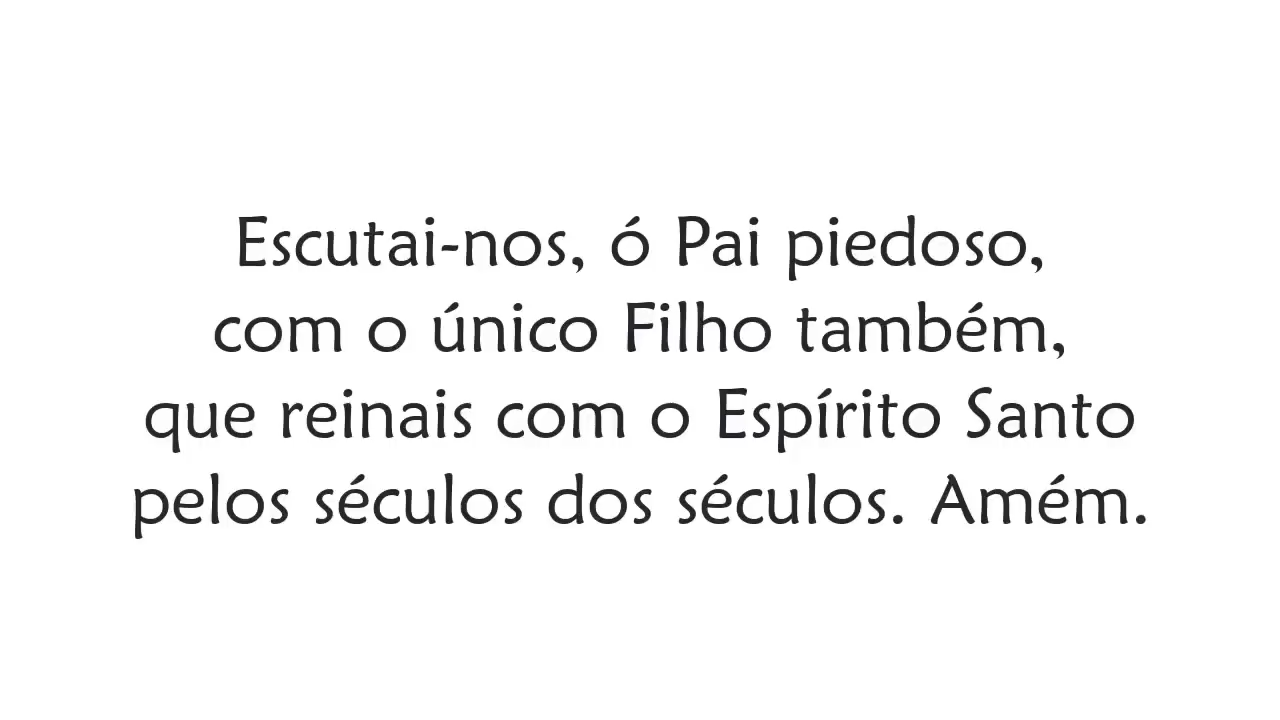 Escutai-nos, ó Pai piedoso,
com o único Filho também,
que reinais com o Espírito Santo
pelos séculos dos séculos. Amém.